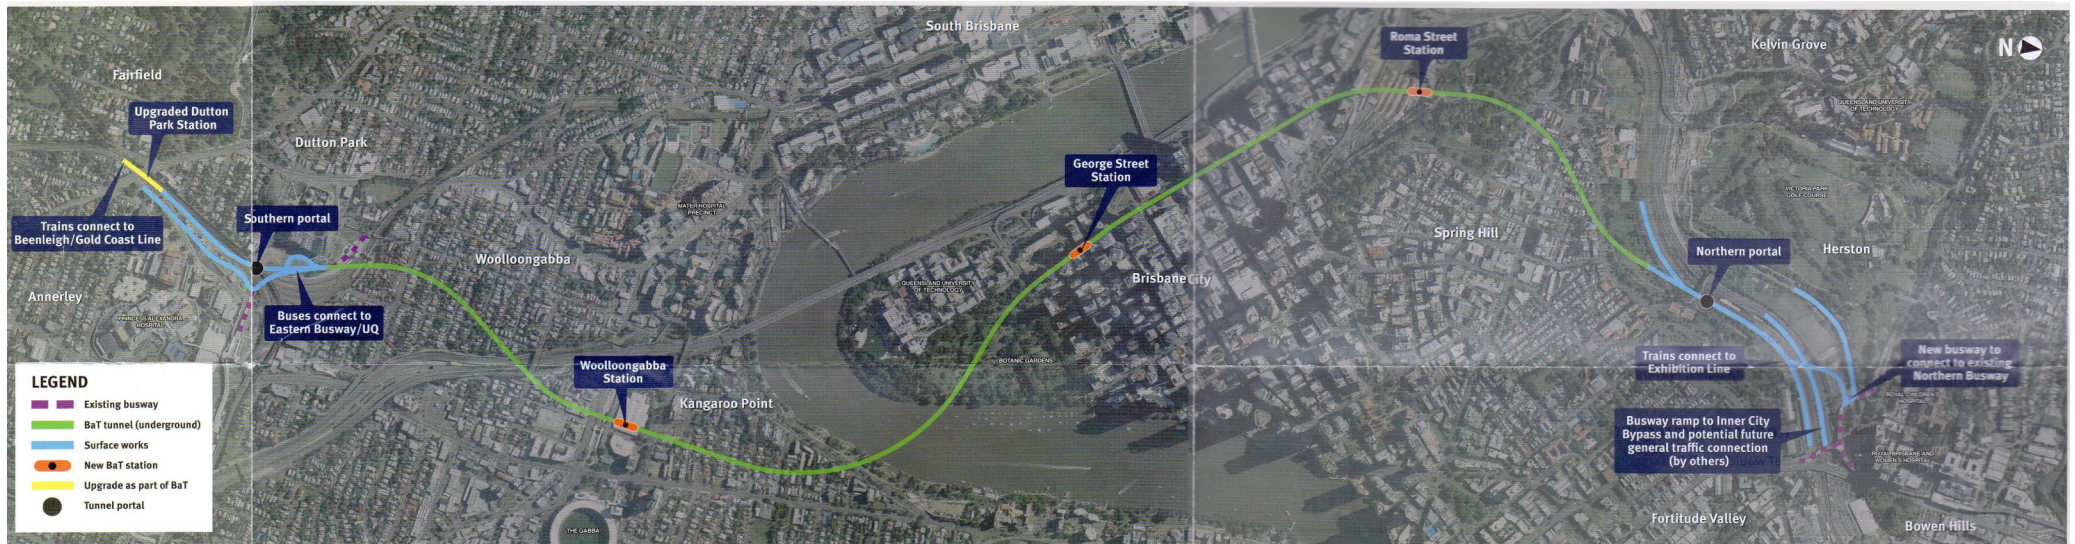 South Brisbane
Fairfield
Upgraded Dutton
Park Station
Dutton Park
Trains connect to
Beenleigh/Gold Coast Line
Southern portal
Annerley
PRINCESS ALEXANDRA
HOSPITAL
Buses connect to
Eastern Busway/UQ
Woolloongabba
MATER HOSPITAL
PRECINCT
Woolloongabba
Station
Kangaroo Point
THE GABBA
George Street
Station
QUEENSLAND UNIVERSITY
OF TECHNOLOGY
Brisbane City
BOTANIC GARDENS
Roma Street
Station
Kelvin Grove
N
QUEENSLAND UNIVERSITY
OF TECHNOLOGY
VICTORIA PARK
GOLF COURSE
Spring Hill
Northern portal
Herston
Trains connect to
Exhibition Line
New busway to
connect to existing
Northern Busway
ROYAL CHILDREN'S
HOSPITAL
Busway ramp to Inner City
Bypass and potential future
general traffic connection
(by others)
ROYAL BRISBANE AND
WOMEN'S HOSPITAL
Fortitude Valley
Bowen Hills
LEGEND
Existing busway
BaT tunnel (underground)
Surface works
New BaT station
Upgrade as part of BaT
Tunnel portal